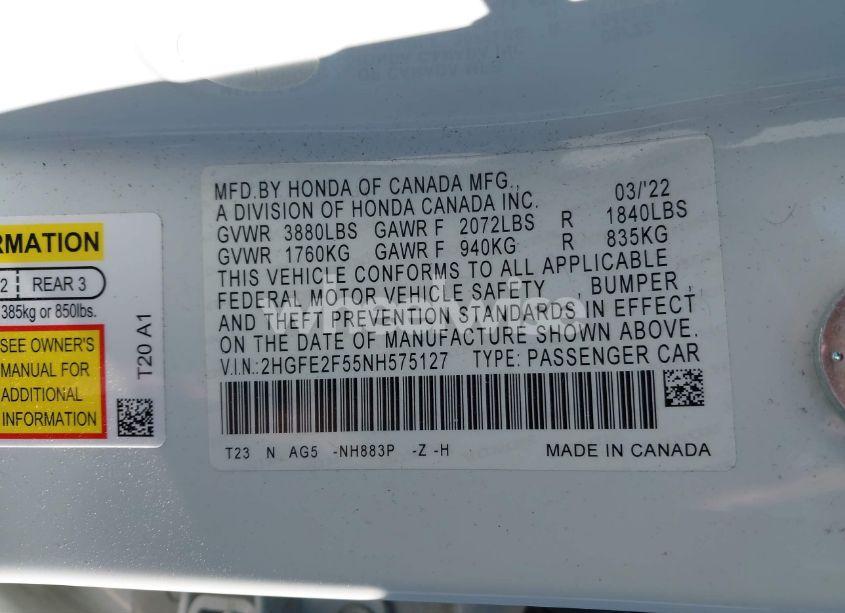 MFD.BY HONDA OF CANADA MFG., 03/'22
A DIVISION OF HONDA CANADA INC.
GVWR 3880LBS GAWR F 2072LBS R 1840LBS
GVWR 1760KG GAWR F 940KG R 835KG
THIS VEHICLE CONFORMS TO ALL APPLICABLE
FEDERAL MOTOR VEHICLE SAFETY BUMPER,
AND THEFT PREVENTION STANDARDS IN EFFECT
ON THE DATE OF MANUFACTURE SHOWN ABOVE.
V.I.N.:2HGFE2F55NH575127 TYPE:PASSENGER CAR
T23 N AG5 -NH883P -Z -H MADE IN CANADA
RMATION
2 REAR 3
385kg or 850lbs.
SEE OWNER'S
MANUAL FOR
ADDITIONAL
INFORMATION
T20 A1
wheelwise